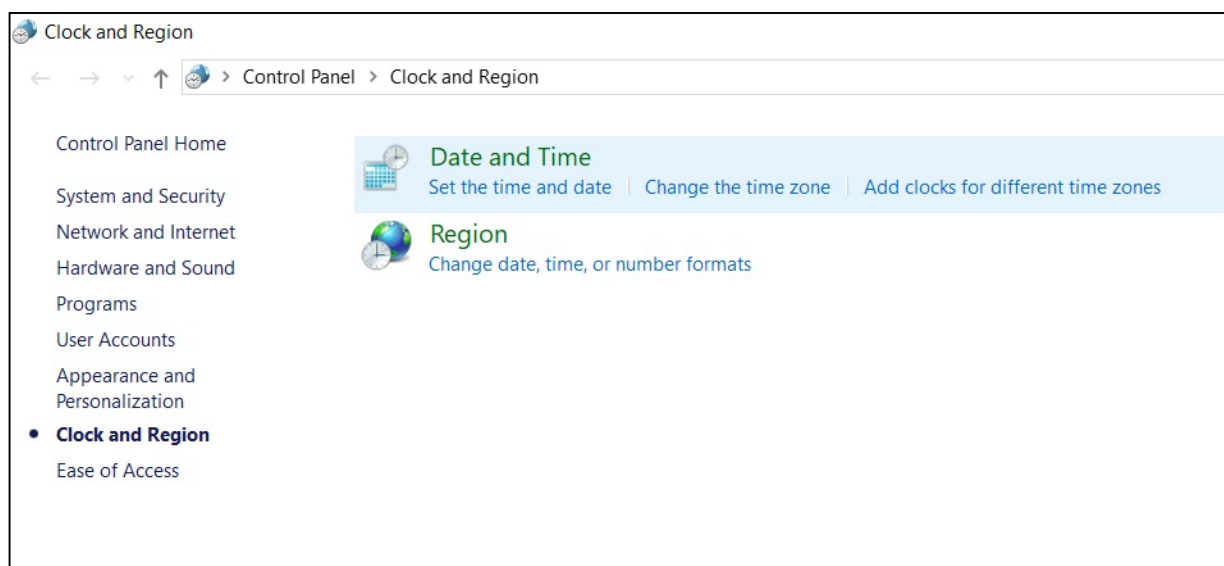 Clock and Region
Control Panel > Clock and Region
Control Panel Home
System and Security
Network and Internet
Hardware and Sound
Programs
User Accounts
Appearance and
Personalization
Clock and Region
Ease of Access
Date and Time
Set the time and date | Change the time zone | Add clocks for different time zones
Region
Change date, time, or number formats